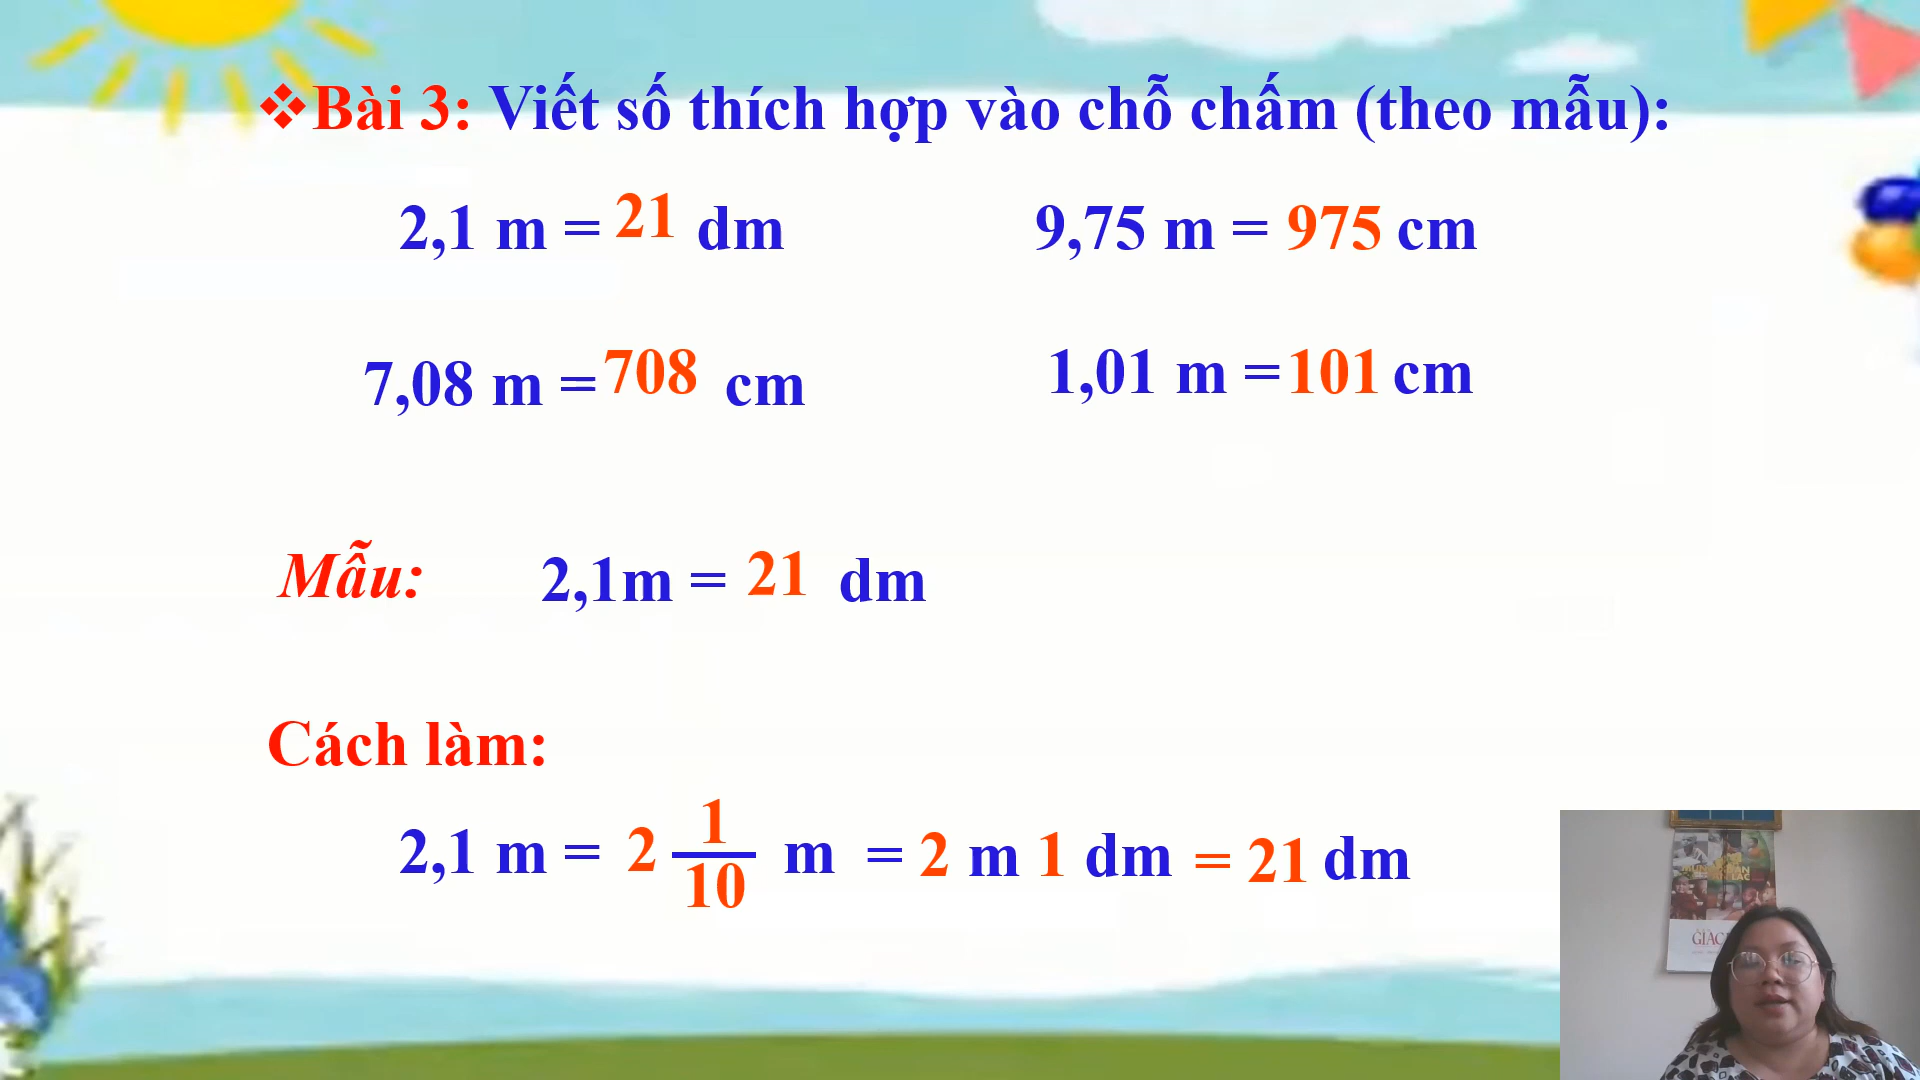 ❖Bài 3: Viết số thích hợp vào chỗ chấm (theo mẫu):
2,1 m = 21 dm 9,75 m = 975 cm
7,08 m = 708 cm 1,01 m = 101 cm
Mẫu: 2,1m = 21 dm
Cách làm:
2,1 m = 2 1/10 m = 2 m 1 dm = 21 dm